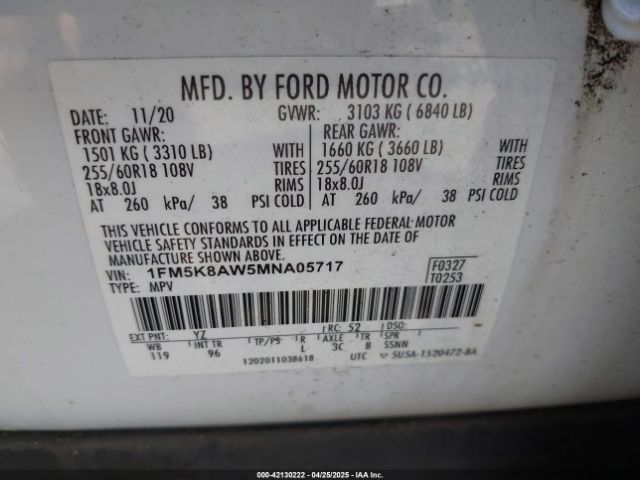 MFD. BY FORD MOTOR CO.
DATE: 11/20 GVWR: 3103 KG ( 6840 LB)
FRONT GAWR: REAR GAWR:
1501 KG ( 3310 LB) WITH 1660 KG ( 3660 LB) WITH
255/60R18 108V TIRES 255/60R18 108V TIRES
18x8.0J RIMS 18x8.0J RIMS
AT 260 kPa/ 38 PSI COLD AT 260 kPa/ 38 PSI COLD
THIS VEHICLE CONFORMS TO ALL APPLICABLE FEDERAL MOTOR
VEHICLE SAFETY STANDARDS IN EFFECT ON THE DATE OF
MANUFACTURE SHOWN ABOVE.
VIN: 1FM5K8AW5MNA05717 F0327
TYPE: MPV T0253
EXT PNT: YZ RC: 52 DSO:
WB INT TR TP/PS R AXLE TR SPR
119 96 L 3C 8 SSNN
1202011038618 UTC 5U5A-1520472-8A
000-42130222 - 04/25/2025 - IAAI.COM